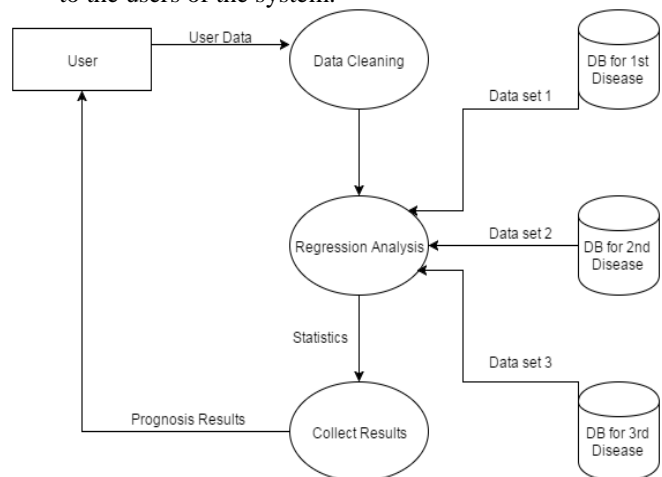 to the users of the system.
User Data
User
Data Cleaning
DB for 1st
Disease
Data set 1
Regression Analysis
Data set 2
DB for 2nd
Disease
Statistics
Data set 3
Prognosis Results
Collect Results
DB for 3rd
Disease